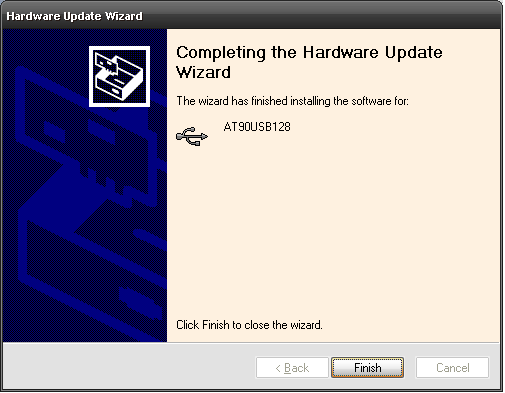 Hardware Update Wizard
Completing the Hardware Update
Wizard
The wizard has finished installing the software for:
AT90USB128
Click Finish to close the wizard.
< Back
Finish
Cancel